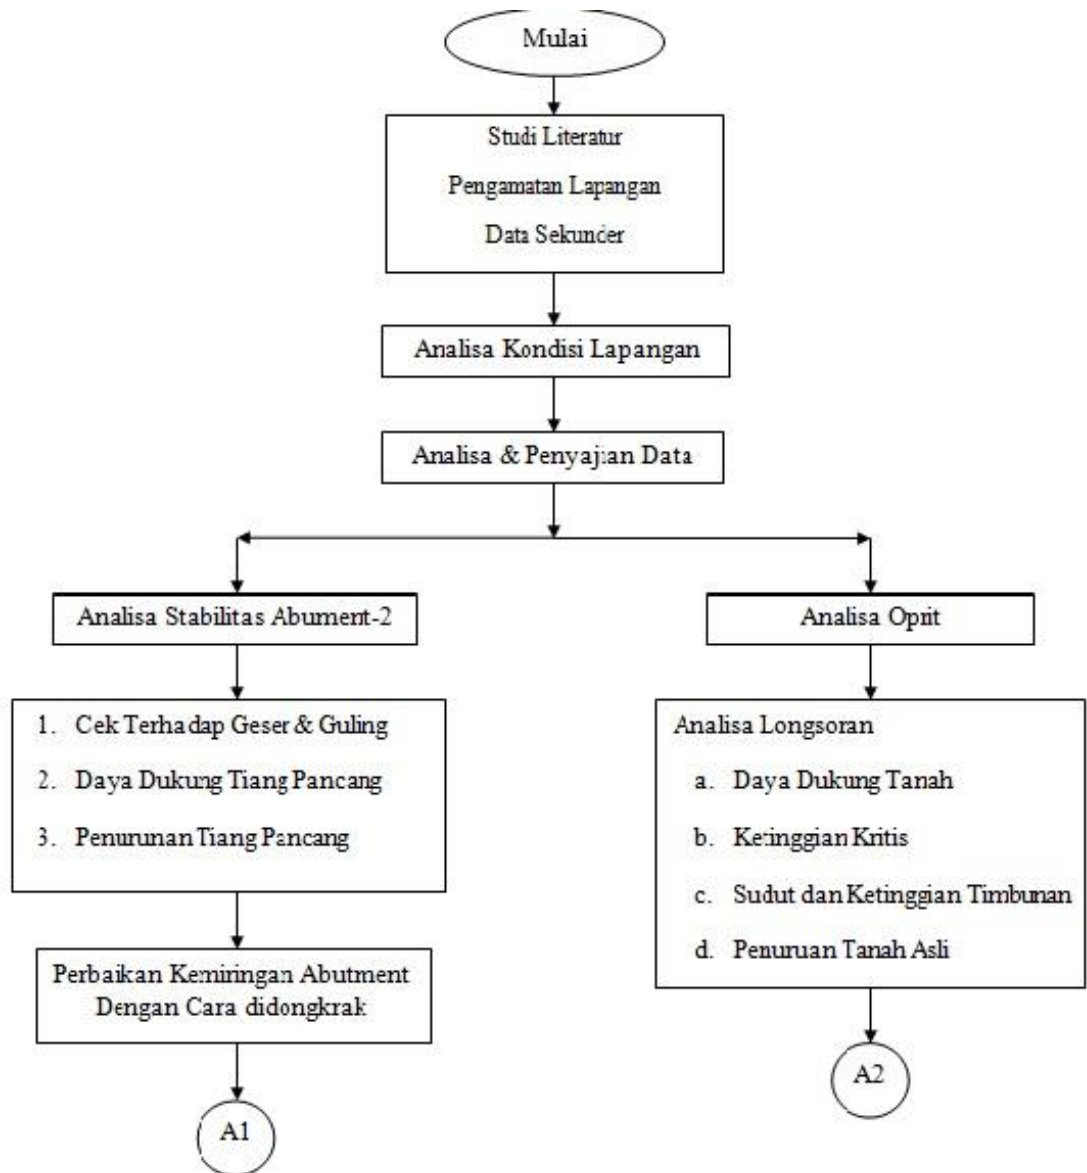 Mulai
Studi Literatur
Pengamatan Lapangan
Data Sekunder
Analisa Kondisi Lapangan
Analisa & Penyajian Data
Analisa Stabilitas Abument-2
1. Cek Terhadap Geser & Guling
2. Daya Dukung Tiang Pancang
3. Penurunan Tiang Pancang
Perbaikan Kemiringan Abutment
Dengan Cara didongkrak
A1
Analisa Oprit
Analisa Longsoran
a. Daya Dukung Tanah
b. Ketinggian Kritis
c. Sudut dan Ketinggian Timbunan
d. Penuruan Tanah Asli
A2